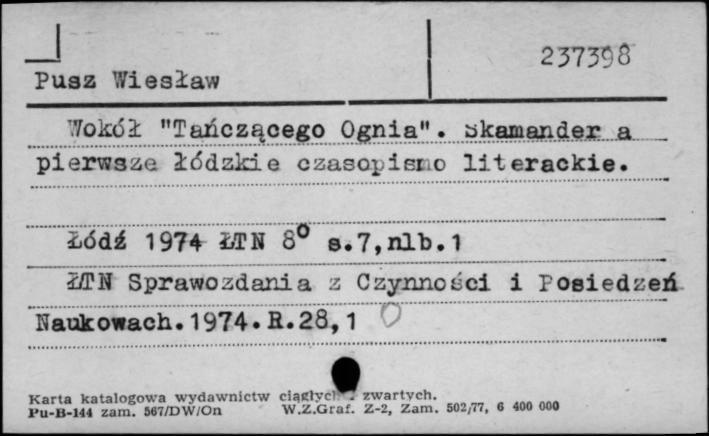 237398
Pusz Wiesław
Wokół "Tańczącego Ognia". Skamander a
pierwsze łódzkie czasopismo literackie.
Łódź 1974 ŁTN 8° s.7,nlb.1
ŁTN Sprawozdania z Czynności i Posiedzeń
Naukowach.1974.R.28,1
Karta katalogowa wydawnictw ciągłych i zwartych.
Pu-B-144 zam. 567/DW/On W.Z.Graf. Z-2, Zam. 502/77, 6 400 000